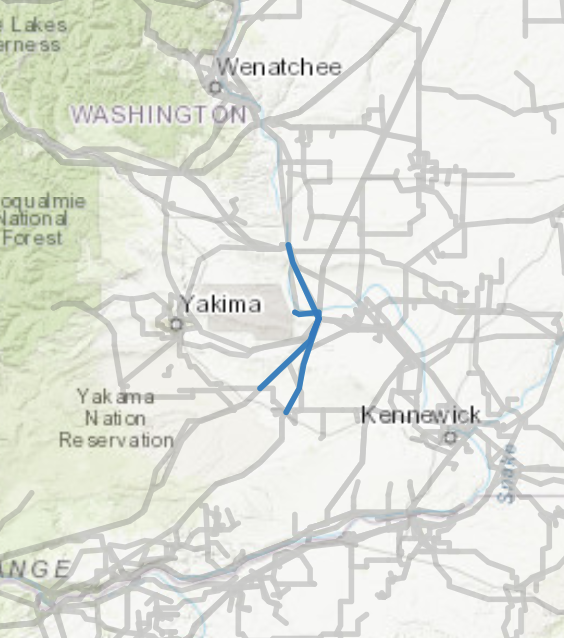 e Lakes
erness
Wenatchee
WASHINGTON
oqualmie
National
Forest
Yakima
Yakama
Nation
Reservation
Kennewick
Snake
ANGE